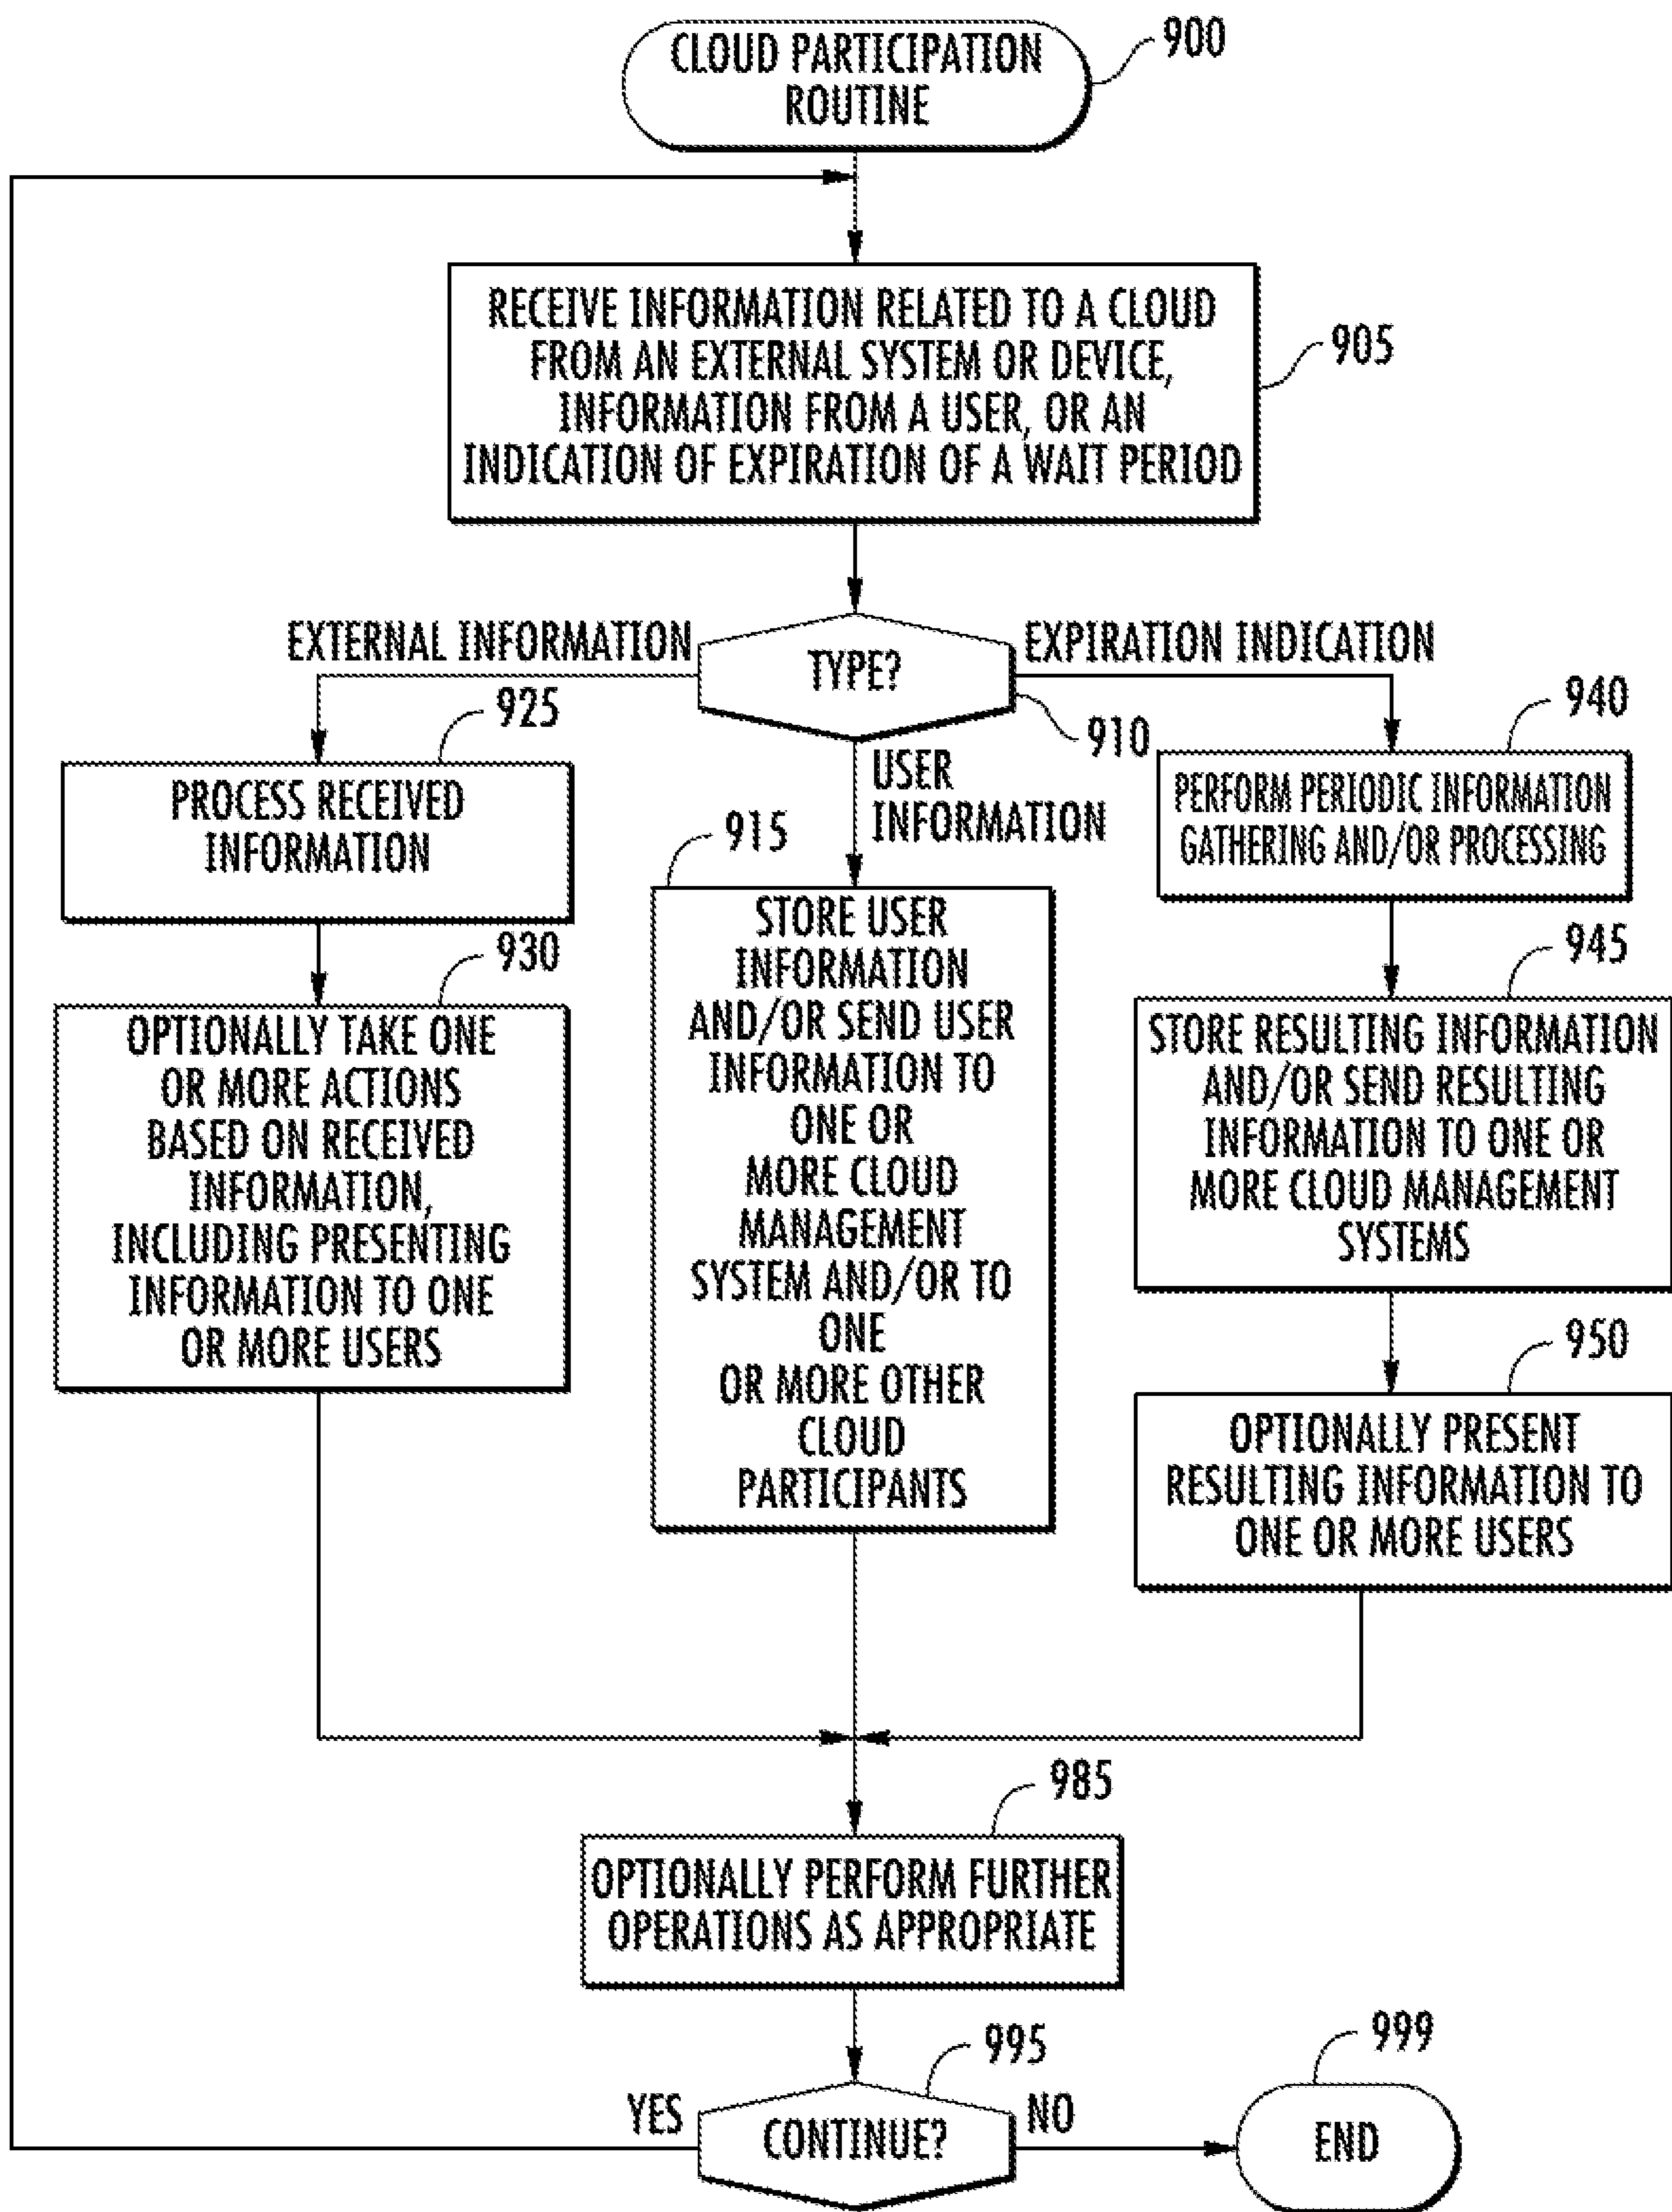 CLOUD PARTICIPATION
ROUTINE
900
RECEIVE INFORMATION RELATED TO A CLOUD
FROM AN EXTERNAL SYSTEM OR DEVICE,
INFORMATION FROM A USER, OR AN
INDICATION OF EXPIRATION OF A WAIT PERIOD
905
EXTERNAL INFORMATION
TYPE?
EXPIRATION INDICATION
910
925
PROCESS RECEIVED
INFORMATION
USER
INFORMATION
940
PERFORM PERIODIC INFORMATION
GATHERING AND/OR PROCESSING
930
OPTIONALLY TAKE ONE
OR MORE ACTIONS
BASED ON RECEIVED
INFORMATION,
INCLUDING PRESENTING
INFORMATION TO ONE
OR MORE USERS
915
STORE USER
INFORMATION
AND/OR SEND USER
INFORMATION TO
ONE OR
MORE CLOUD
MANAGEMENT
SYSTEM AND/OR TO
ONE
OR MORE OTHER
CLOUD
PARTICIPANTS
945
STORE RESULTING INFORMATION
AND/OR SEND RESULTING
INFORMATION TO ONE OR
MORE CLOUD MANAGEMENT
SYSTEMS
950
OPTIONALLY PRESENT
RESULTING INFORMATION TO
ONE OR MORE USERS
985
OPTIONALLY PERFORM FURTHER
OPERATIONS AS APPROPRIATE
995
YES
CONTINUE?
NO
999
END